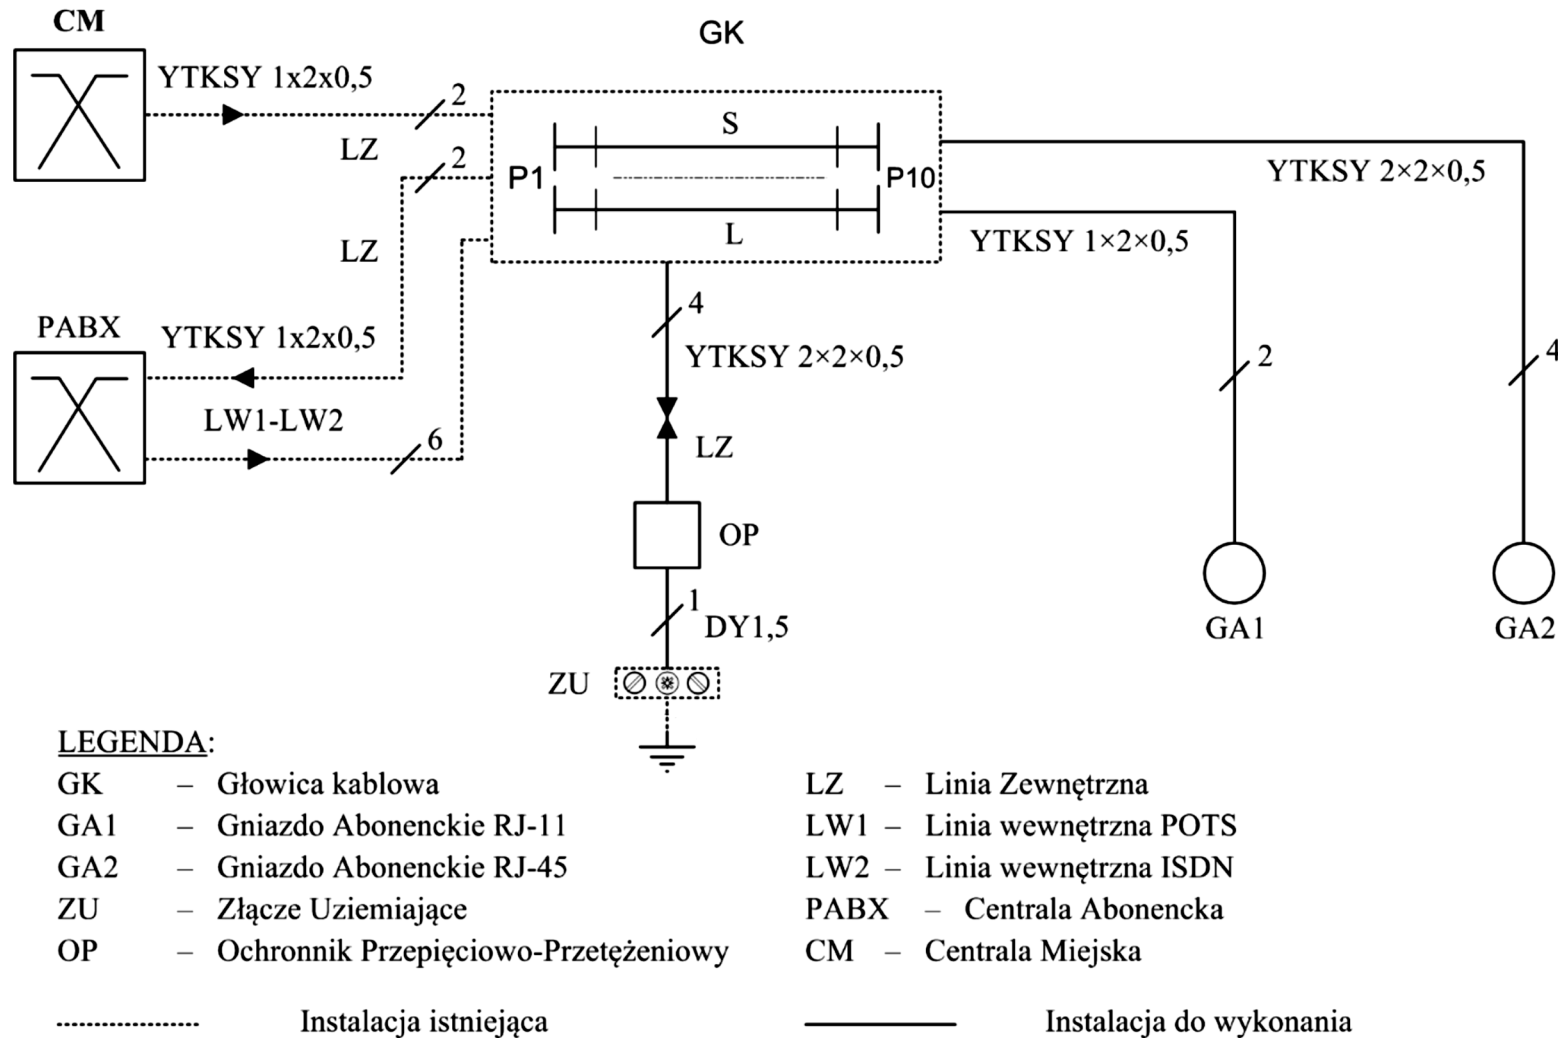 CM
GK
YTKSY 1x2x0,5
2
LZ
2
S
P1
P10
L
YTKSY 2×2×0,5
YTKSY 1×2×0,5
LZ
4
PABX
YTKSY 1x2x0,5
YTKSY 2×2×0,5
2
4
LW1-LW2
6
LZ
OP
1
DY1,5
GA1
GA2
ZU
LEGENDA:
GK – Głowica kablowa
GA1 – Gniazdo Abonenckie RJ-11
GA2 – Gniazdo Abonenckie RJ-45
ZU – Złącze Uziemiające
OP – Ochronnik Przepięciowo-Przetężeniowy
LZ – Linia Zewnętrzna
LW1 – Linia wewnętrzna POTS
LW2 – Linia wewnętrzna ISDN
PABX – Centrala Abonencka
CM – Centrala Miejska
Instalacja istniejąca
Instalacja do wykonania